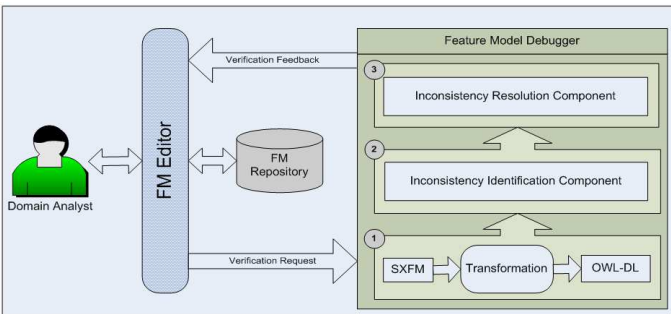 Feature Model Debugger
Verification Feedback
3
Inconsistency Resolution Component
FM Editor
2
FM
Repository
Inconsistency Identification Component
Domain Analyst
1
Verification Request
SXFM
Transformation
OWL-DL